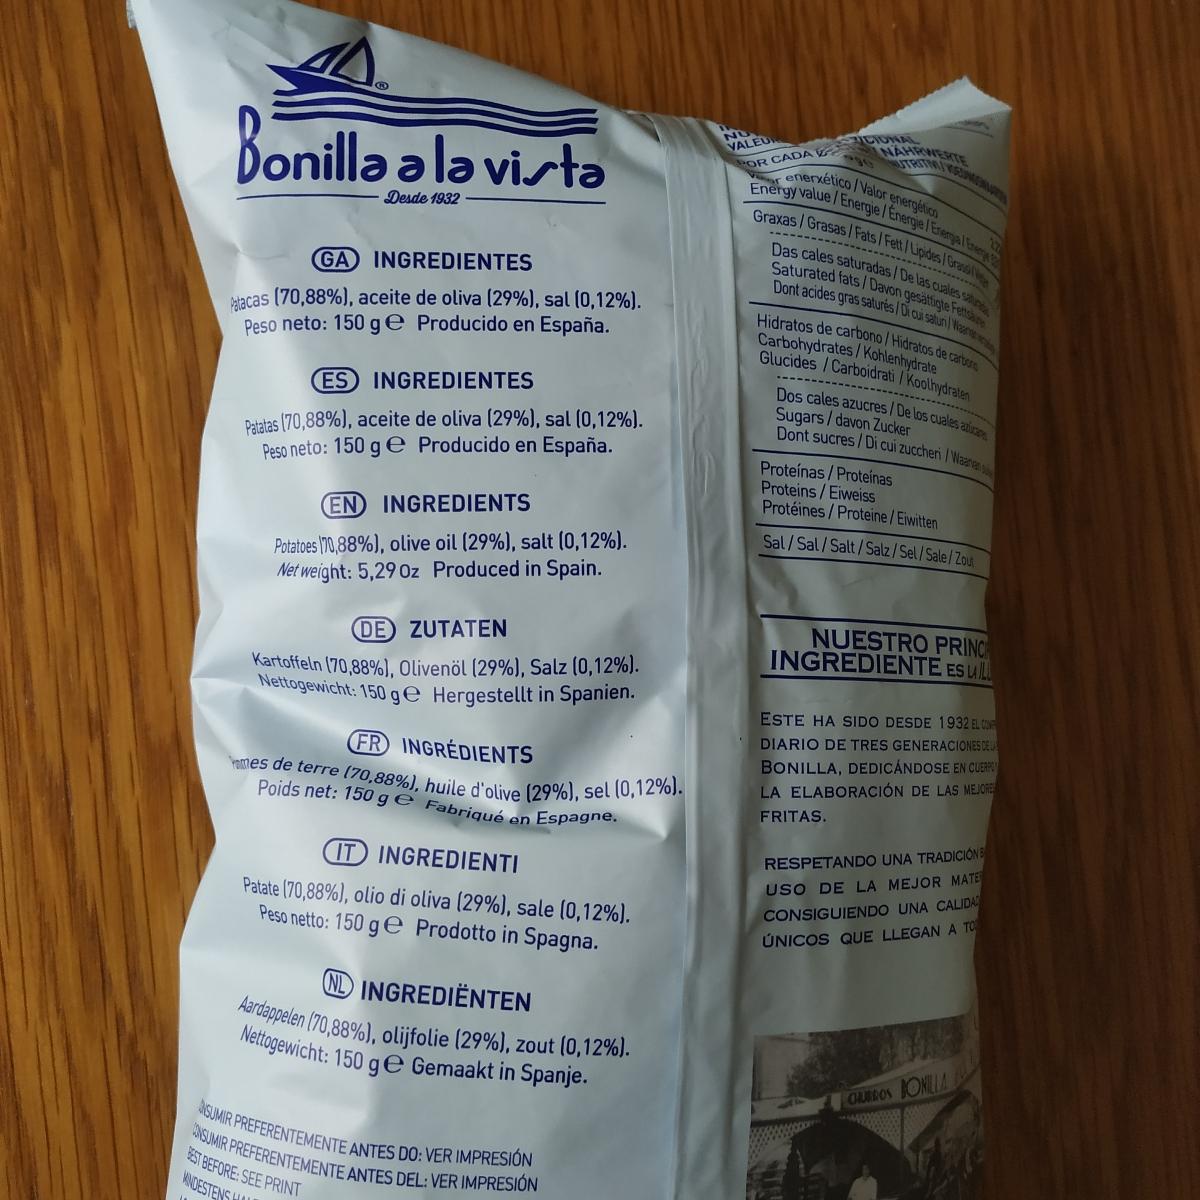 Bonilla a la vista
Desde 1932
GA INGREDIENTES
Patacas (70,88%), aceite de oliva (29%), sal (0,12%).
Peso neto: 150 g ℮ Producido en España.
ES INGREDIENTES
Patatas (70,88%), aceite de oliva (29%), sal (0,12%).
Peso neto: 150 g ℮ Producido en España.
EN INGREDIENTS
Potatoes (70,88%), olive oil (29%), salt (0,12%).
Net weight: 5,29 Oz Produced in Spain.
DE ZUTATEN
Kartoffeln (70,88%), Olivenöl (29%), Salz (0,12%).
Nettogewicht: 150 g ℮ Hergestellt in Spanien.
FR INGRÉDIENTS
de terre (70,88%), huile d'olive (29%), sel (0,12%).
Poids net: 150 g ℮ Fabriqué en Espagne.
IT INGREDIENTI
Patate (70,88%), olio di oliva (29%), sale (0,12%).
Peso netto: 150 g ℮ Prodotto in Spagna.
NL INGREDIËNTEN
Aardappelen (70,88%), olijfolie (29%), zout (0,12%).
Nettogewicht: 150 g ℮ Gemaakt in Spanje.
CONSUMIR PREFERENTEMENTE ANTES DO: VER IMPRESIÓN
CONSUMIR PREFERENTEMENTE ANTES DEL: VER IMPRESIÓN
BEST BEFORE: SEE PRINT
MINDESTENS
NÄHRWERTE
POR CADA
Valor enerxético / Valor energético
Energy value / Energie / Énergie / Energia /
Graxas / Grasas / Fats / Fett / Lipides / Grassi /
Das cales saturadas / De las cuales saturadas
Saturated fats / Davon gesättigte Fettsäuren
Dont acides gras saturés / Di cui saturi /
Hidratos de carbono / Hidratos de carbono
Carbohydrates / Kohlenhydrate
Glucides / Carboidrati / Koolhydraten
Dos cales azucres / De los cuales azúcares
Sugars / davon Zucker
Dont sucres / Di cui zuccheri / Waarvan
Proteínas / Proteínas
Proteins / Eiweiss
Protéines / Proteine / Eiwitten
Sal / Sal / Salt / Salz / Sel / Sale / Zout
NUESTRO
INGREDIENTE ES LA
ESTE HA SIDO DESDE 1932 EL
DIARIO DE TRES GENERACIONES DE
BONILLA, DEDICÁNDOSE EN CUERPO
LA ELABORACIÓN DE LAS MEJORES
FRITAS.
RESPETANDO UNA TRADICIÓN
USO DE LA MEJOR
CONSIGUIENDO UNA CALIDAD
ÚNICOS QUE LLEGAN A
CHURROS BONILLA